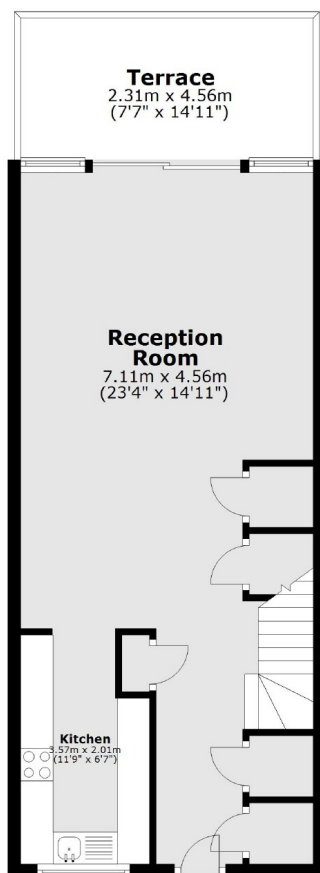 Terrace
2.31m x 4.56m
(7'7" x 14'11")
Reception
Room
7.11m x 4.56m
(23'4" x 14'11")
Kitchen
3.57m x 2.01m
(11'9" x 6'7")